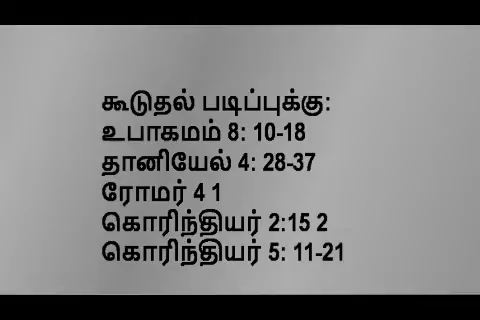 கூடுதல் படிப்புக்கு:
உபாகமம் 8: 10-18
தானியேல் 4: 28-37
ரோமர் 4 1
கொரிந்தியர் 2:15 2
கொரிந்தியர் 5: 11-21